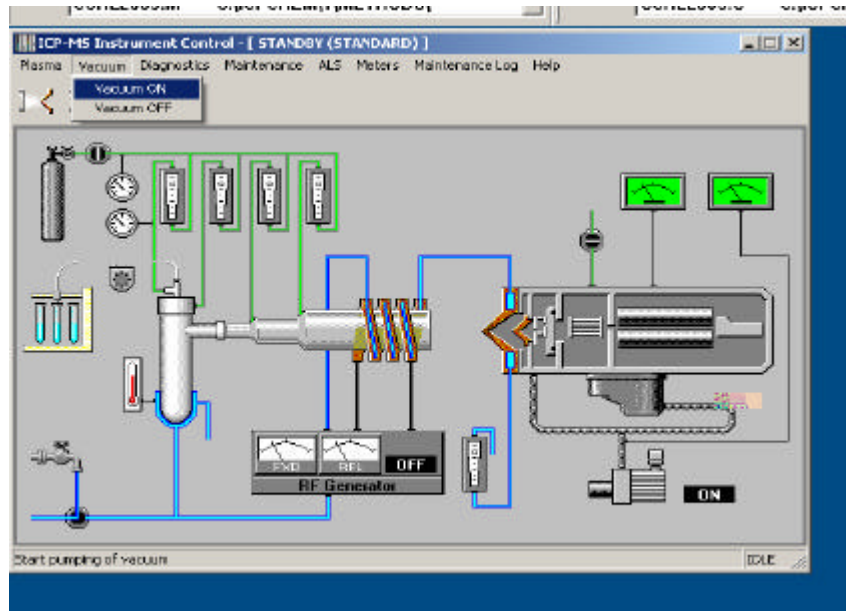 ICP-MS Instrument Control - [ STANDBY (STANDARD) ]
Plasma Vacuum Diagnostics Maintenance ALS Meters Maintenance Log Help
Vacuum ON
Vacuum OFF
FWD REL OFF
RF Generator
ON
Start pumping of vacuum IDLE